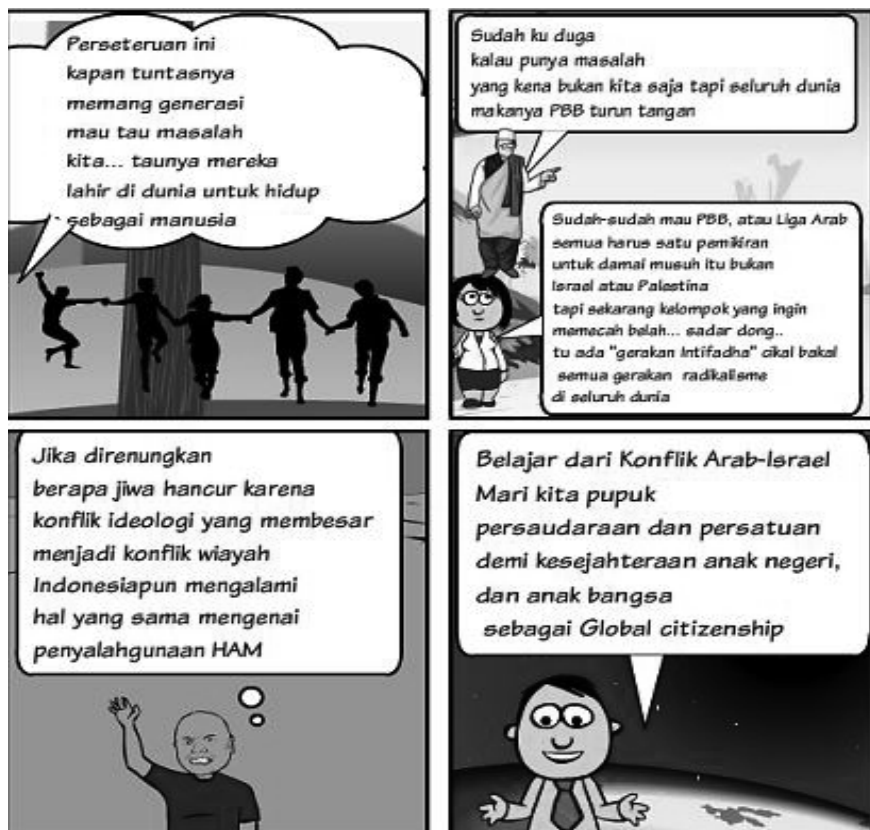 Perseteruan ini
kapan tuntasnya
memang generasi
mau tau masalah
kita... taunya mereka
lahir di dunia untuk hidup
sebagai manusia
Sudah ku duga
kalau punya masalah
yang kena bukan kita saja tapi seluruh dunia
makanya PBB turun tangan
Sudah-sudah mau PBB, atau Liga Arab
semua harus satu pemikiran
untuk damai musuh itu bukan
Israel atau Palestina
tapi sekarang kelompok yang ingin
memecah belah... sadar dong..
tu ada "gerakan Intifadha" cikal bakal
semua gerakan radikalisme
di seluruh dunia
Jika direnungkan
berapa jiwa hancur karena
konflik ideologi yang membesar
menjadi konflik wiayah
Indonesiapun mengalami
hal yang sama mengenai
penyalahgunaan HAM
Belajar dari Konflik Arab-Israel
Mari kita pupuk
persaudaraan dan persatuan
demi kesejahteraan anak negeri,
dan anak bangsa
sebagai Global citizenship